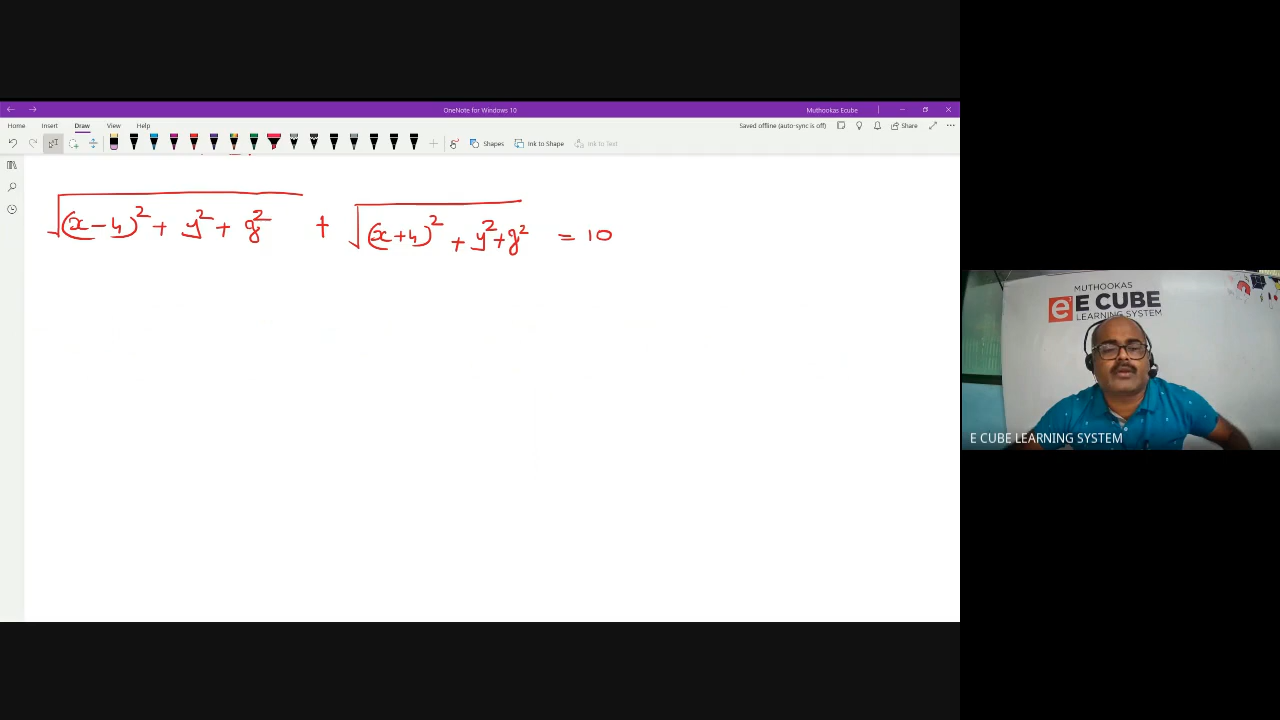 OneNote for Windows 10
Muthookas Ecube
Home Insert Draw View Help
Saved offline (auto-sync is off)
Share
Shapes
Ink to Shape
Ink to Text
√(x-4)² + y² + z² + √(x+4)² + y² + z² = 10
MUTHOOKAS
e E CUBE
LEARNING SYSTEM
E CUBE LEARNING SYSTEM